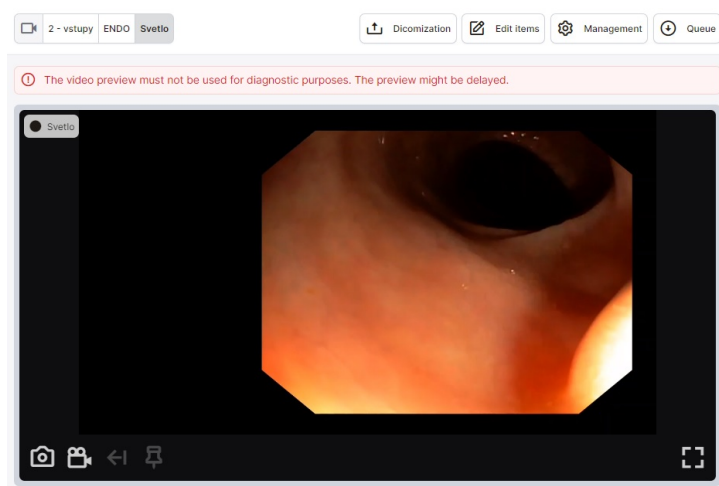 2 - vstupy ENDO Svetlo Dicomization Edit items Management Queue
The video preview must not be used for diagnostic purposes. The preview might be delayed.
Svetlo